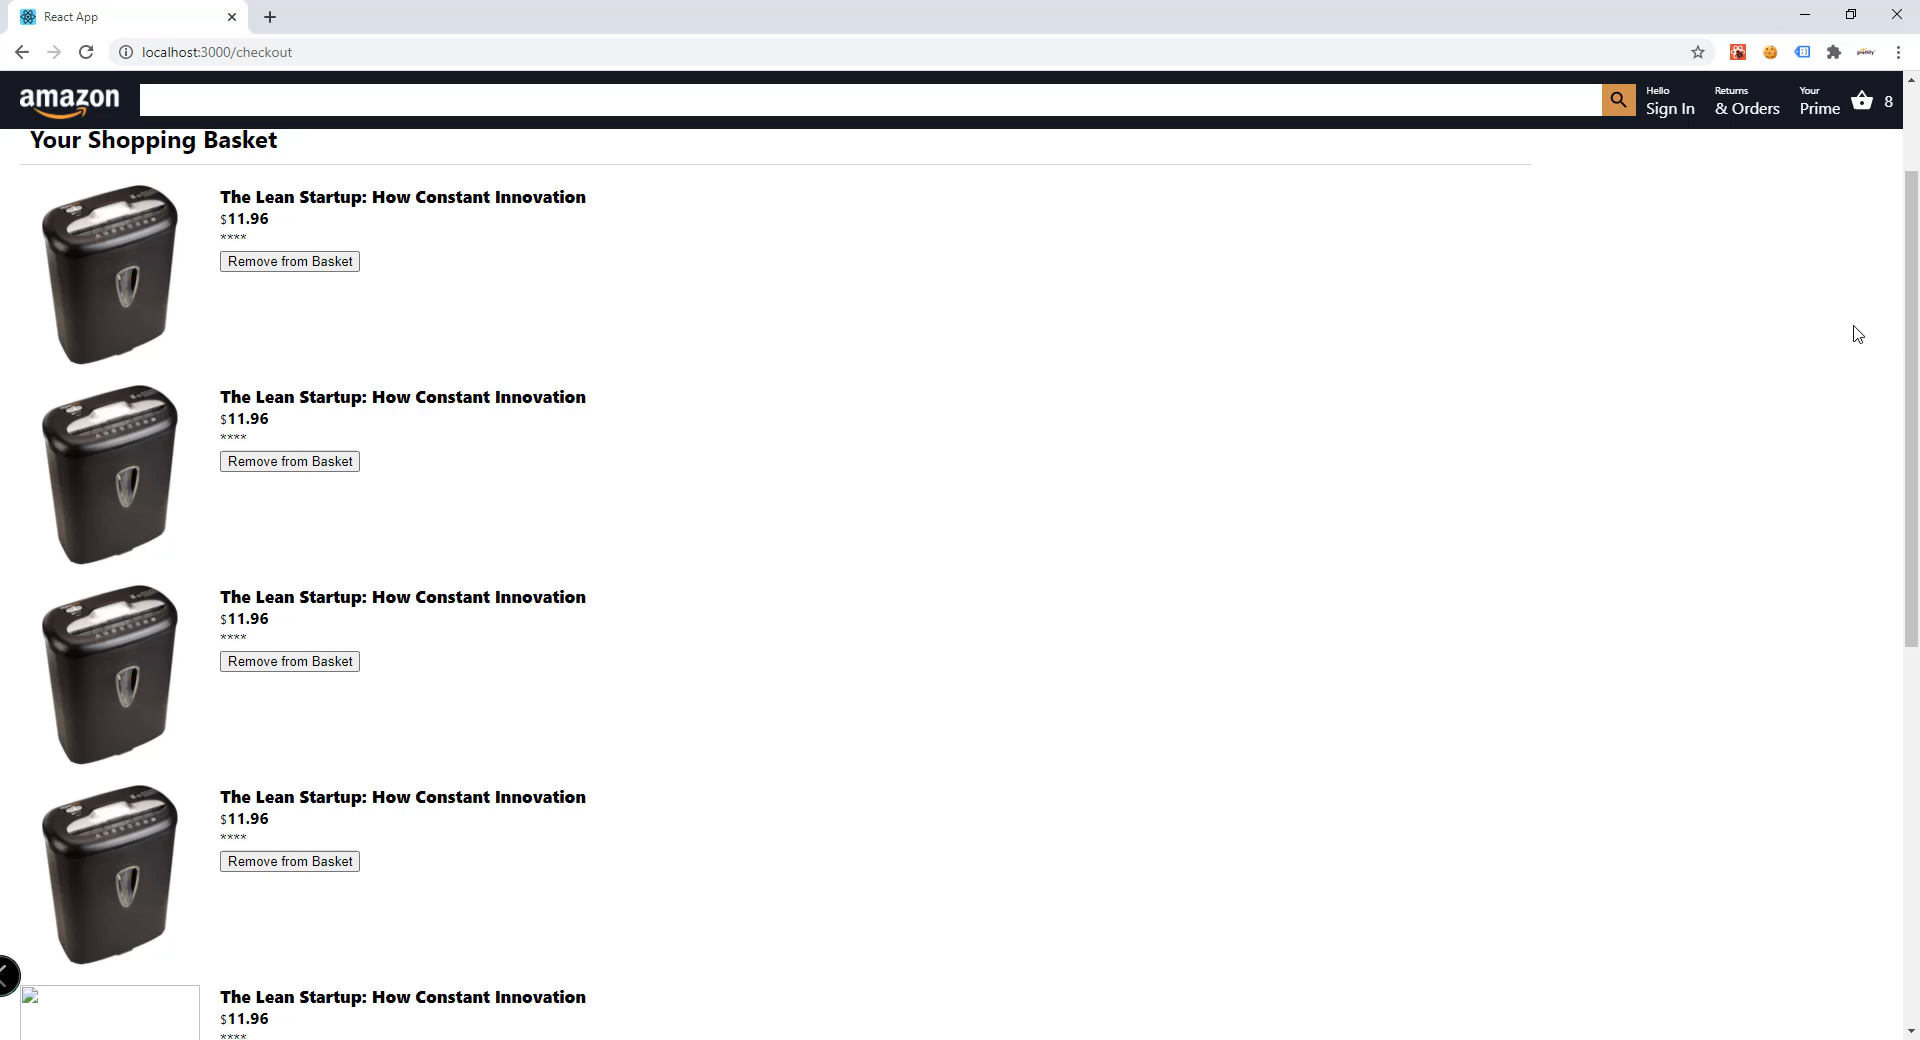 React App
localhost:3000/checkout
amazon
Hello
Sign In
Returns
& Orders
Your
Prime
8
Your Shopping Basket
The Lean Startup: How Constant Innovation
$11.96
****
Remove from Basket
The Lean Startup: How Constant Innovation
$11.96
****
Remove from Basket
The Lean Startup: How Constant Innovation
$11.96
****
Remove from Basket
The Lean Startup: How Constant Innovation
$11.96
****
Remove from Basket
The Lean Startup: How Constant Innovation
$11.96
****